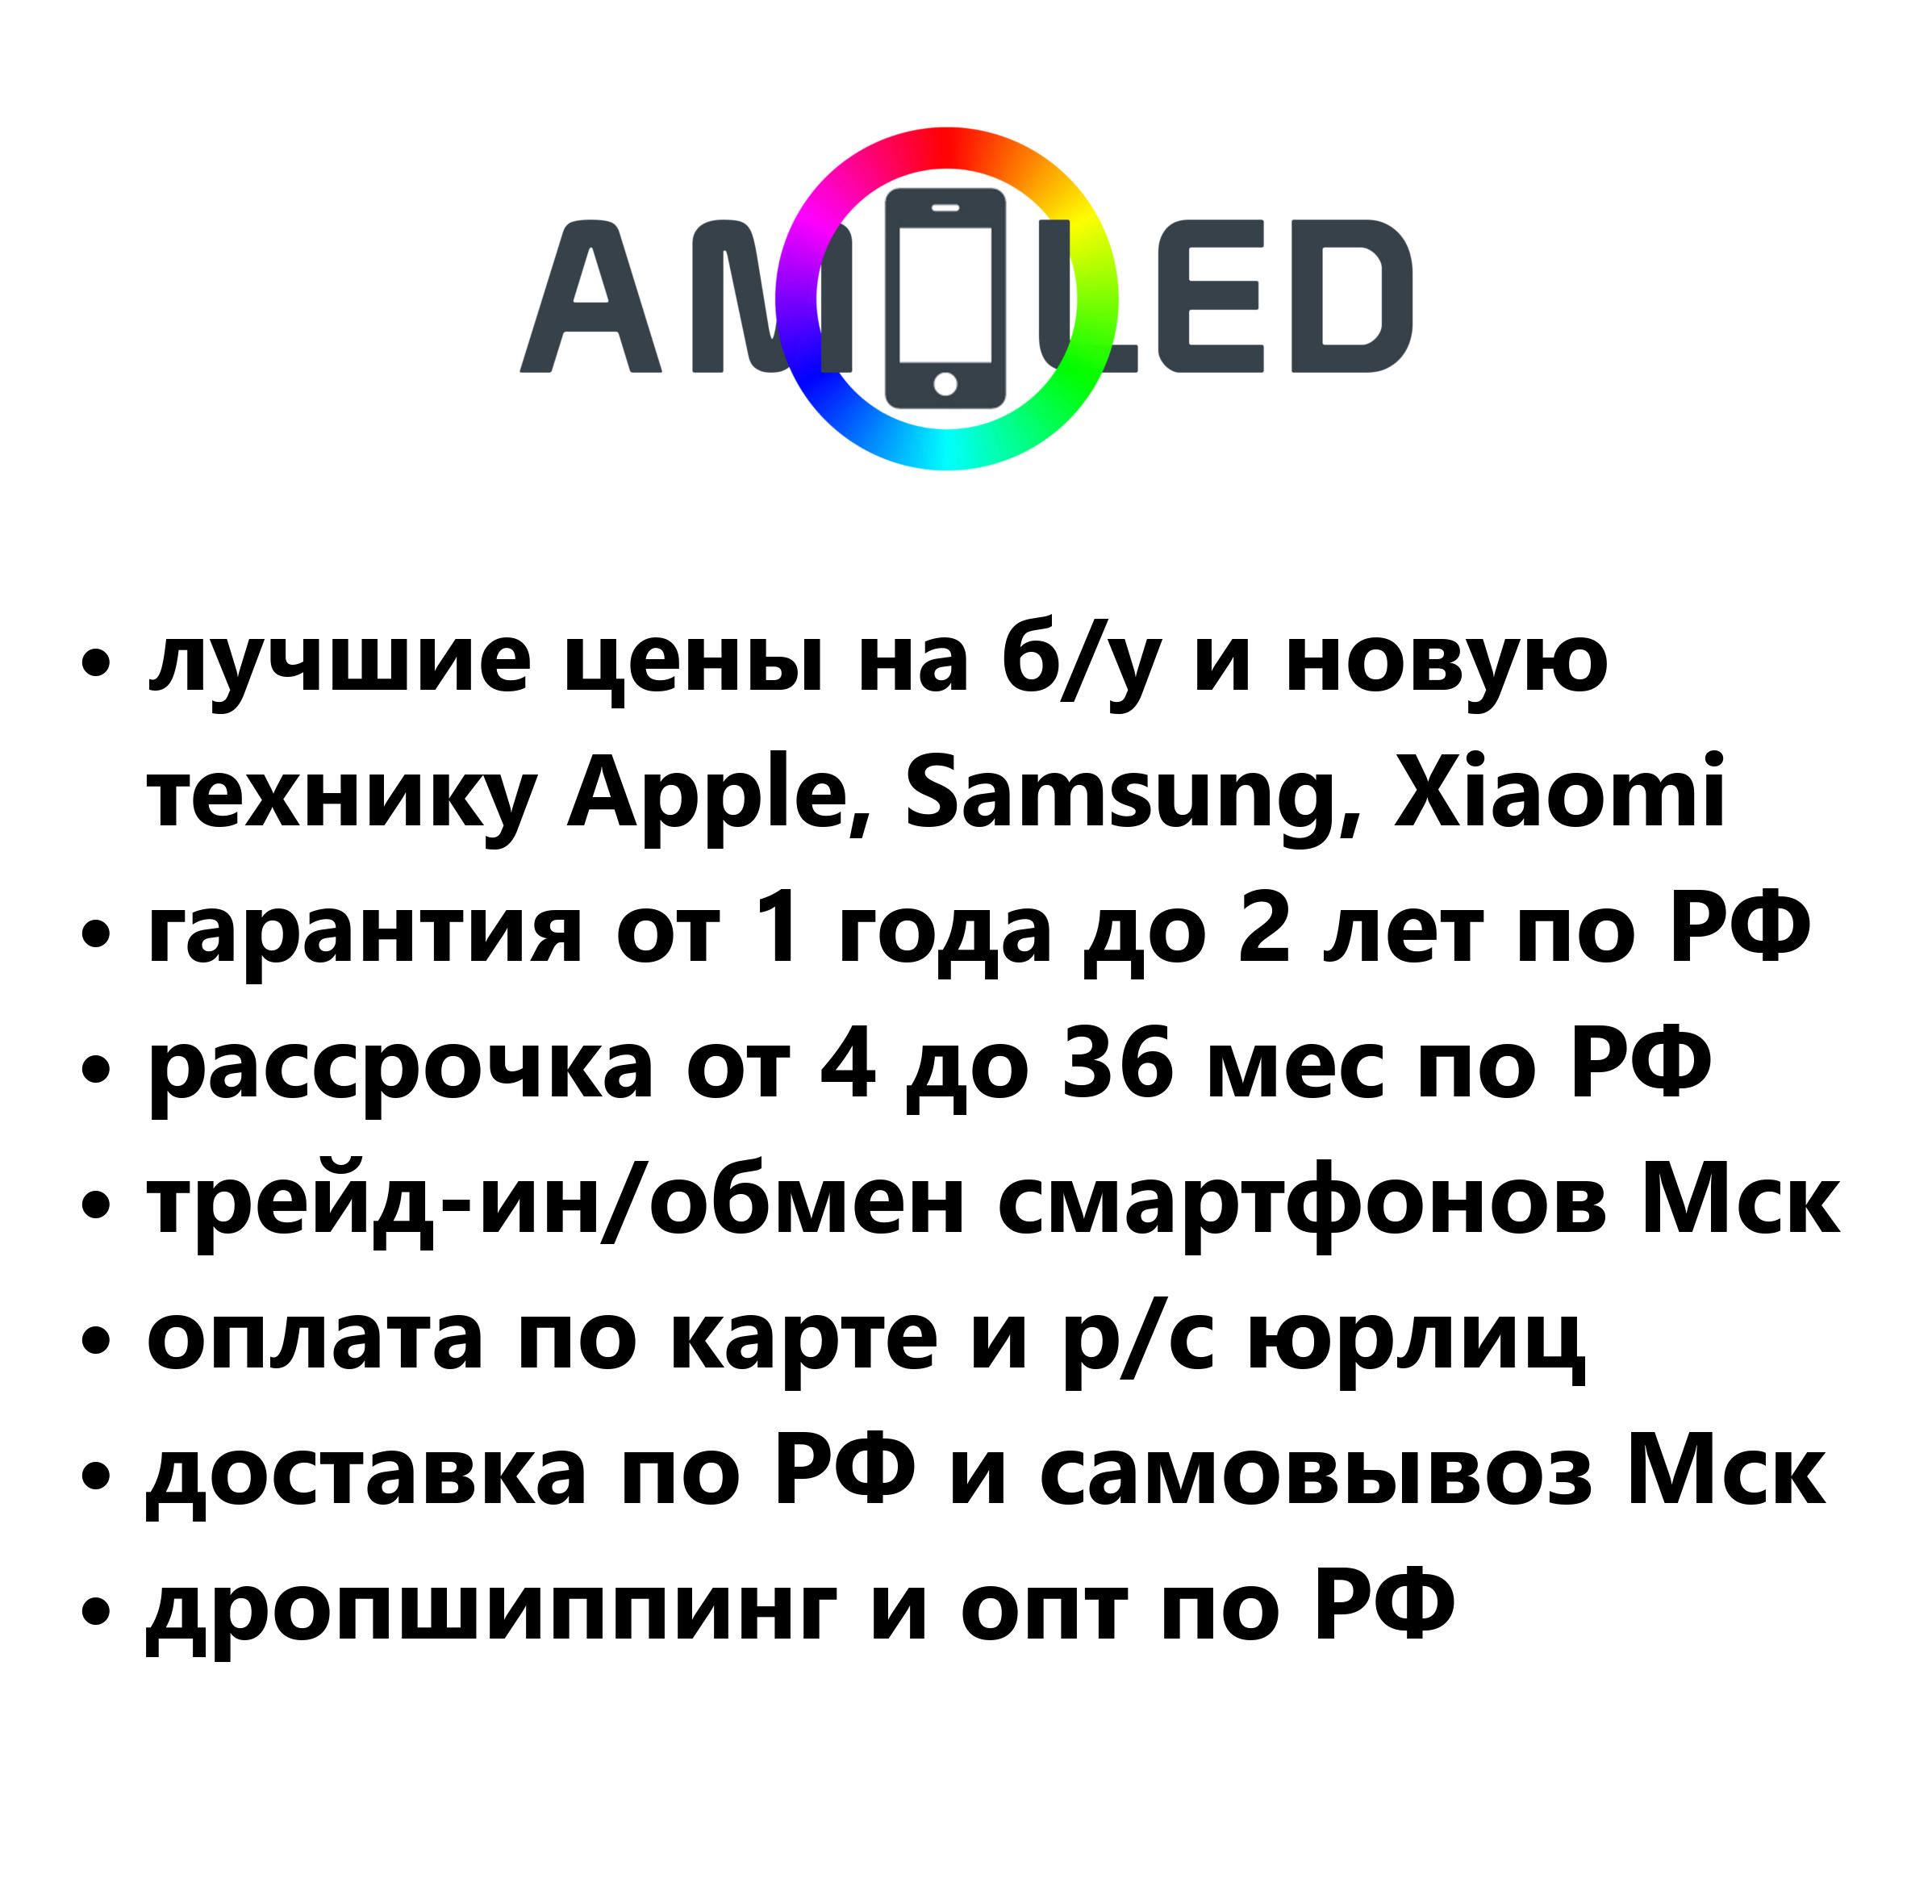 AMOLED
• лучшие цены на б/у и новую
технику Apple, Samsung, Xiaomi
• гарантия от 1 года до 2 лет по РФ
• рассрочка от 4 до 36 мес по РФ
• трейд-ин/обмен смартфонов Мск
• оплата по карте и р/с юрлиц
• доставка по РФ и самовывоз Мск
• дропшиппинг и опт по РФ